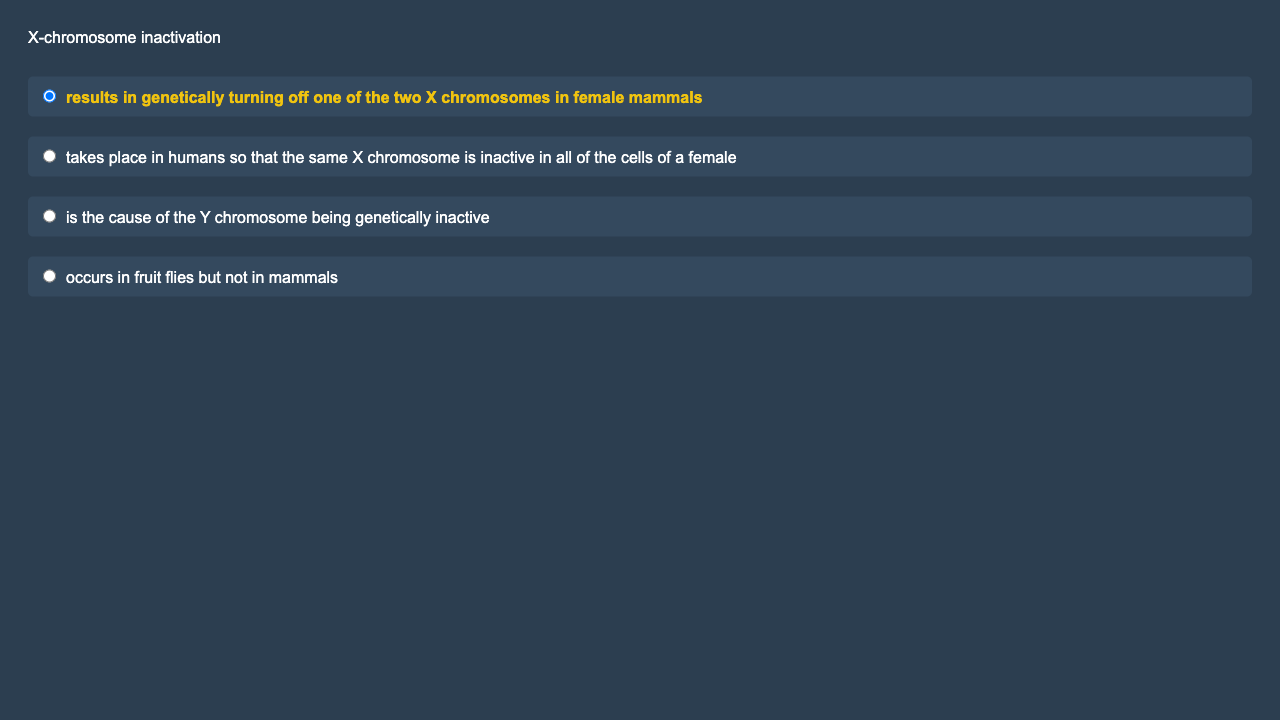 X-chromosome inactivation
results in genetically turning off one of the two X chromosomes in female mammals
takes place in humans so that the same X chromosome is inactive in all of the cells of a female
is the cause of the Y chromosome being genetically inactive
occurs in fruit flies but not in mammals